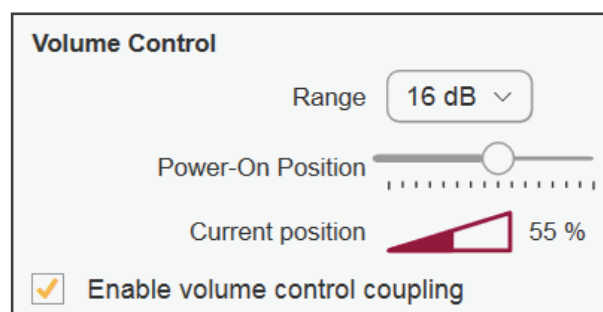 Volume Control
Range 16 dB
Power-On Position
Current position 55 %
Enable volume control coupling